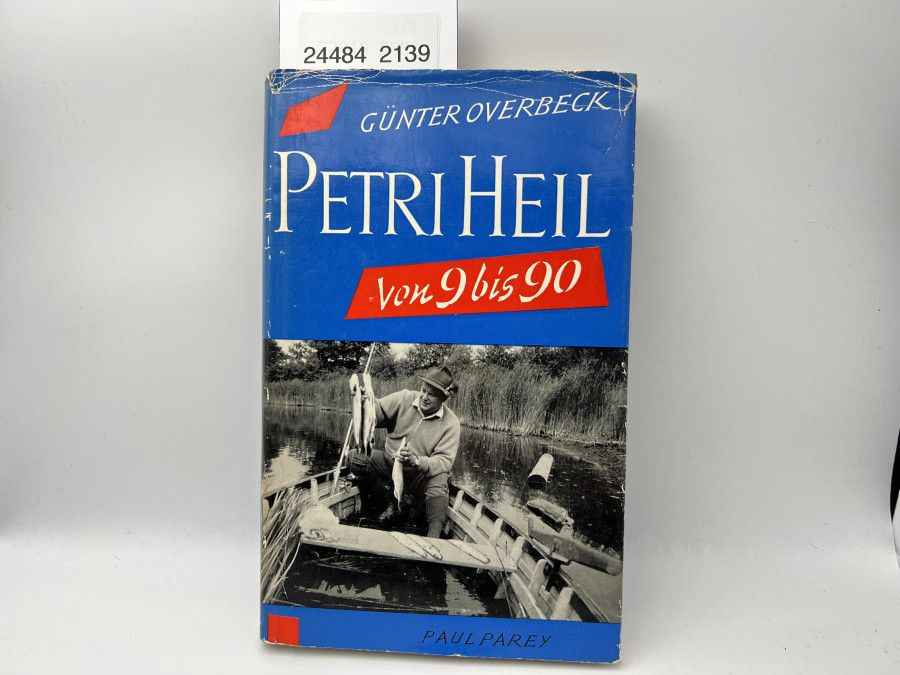 24484 2139
GÜNTER OVERBECK
PETRI HEIL
von 9 bis 90
PAUL PAREY